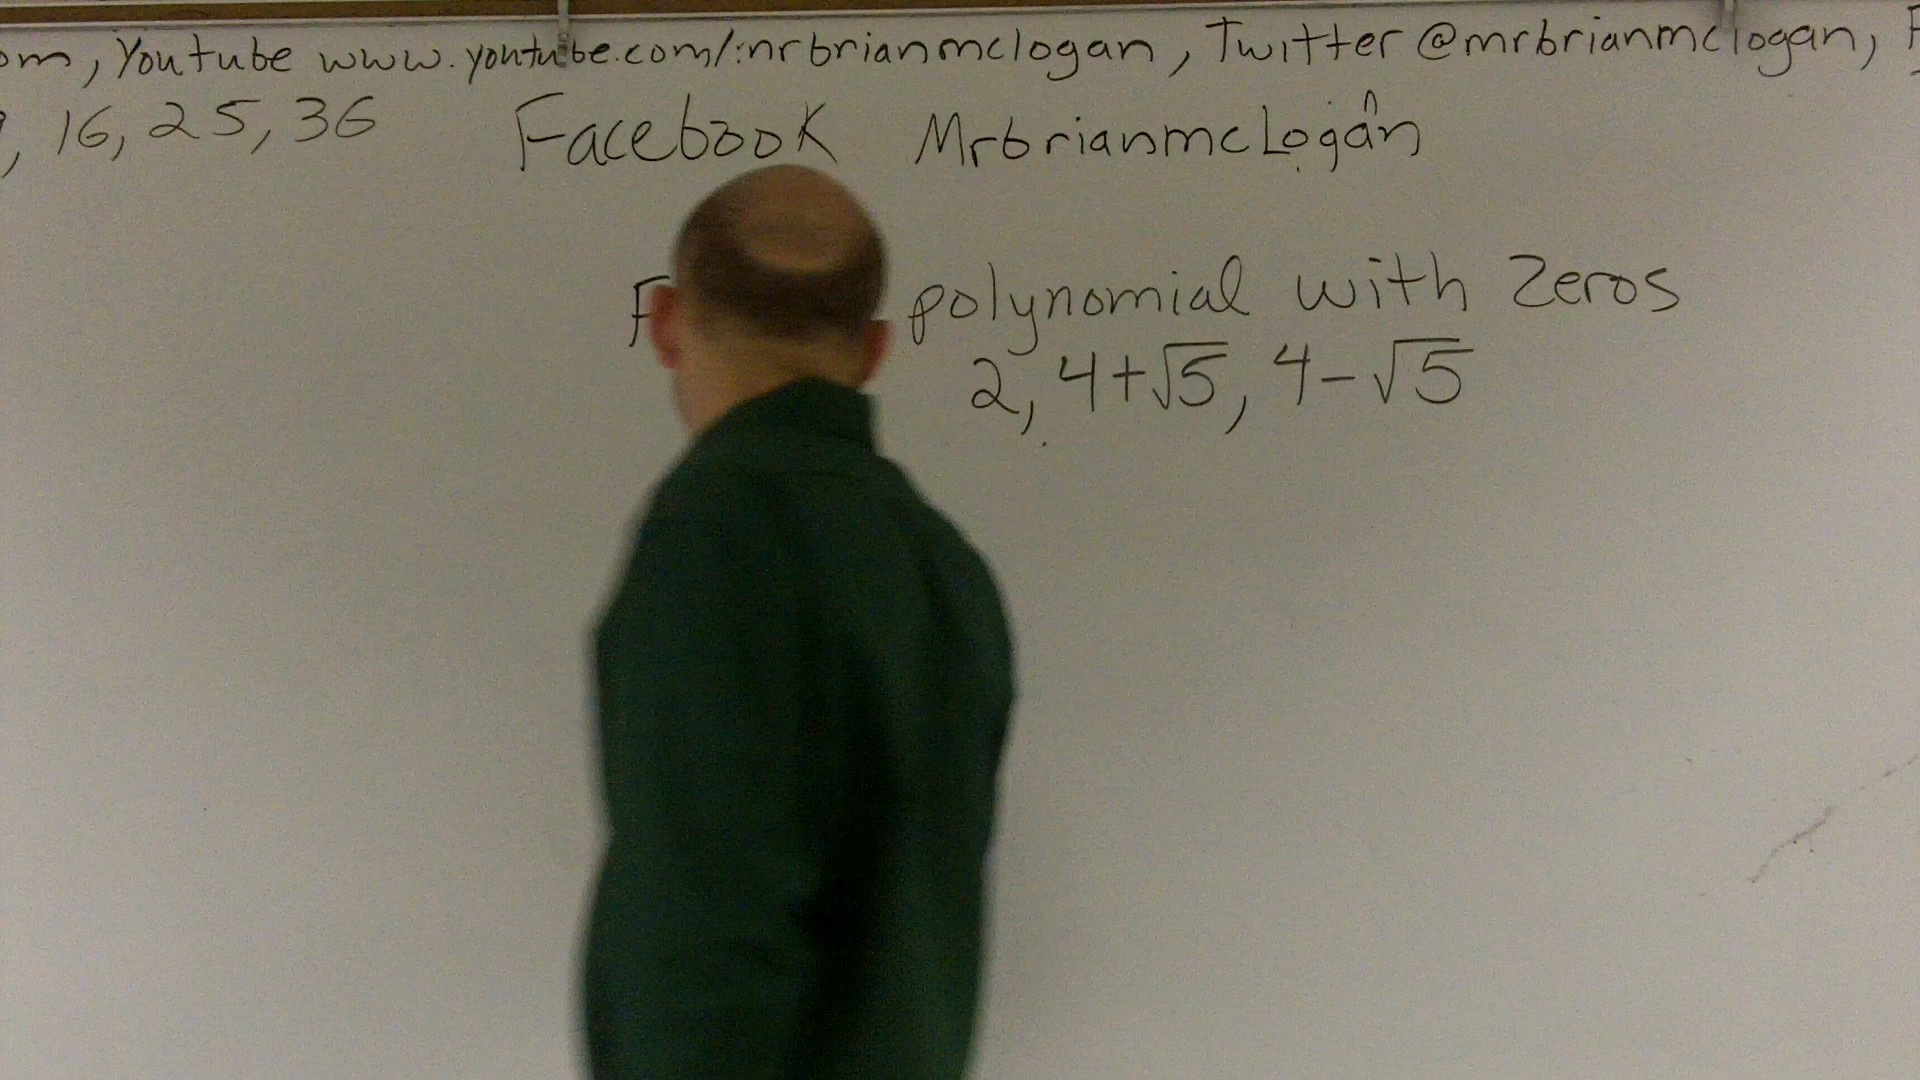 om, Youtube www.youtube.com/mrbrianmclogan, Twitter @mrbrianmclogan, F
, 16, 25, 36 Facebook MrbrianmcLogan
F polynomial with Zeros
2, 4+√5, 4-√5